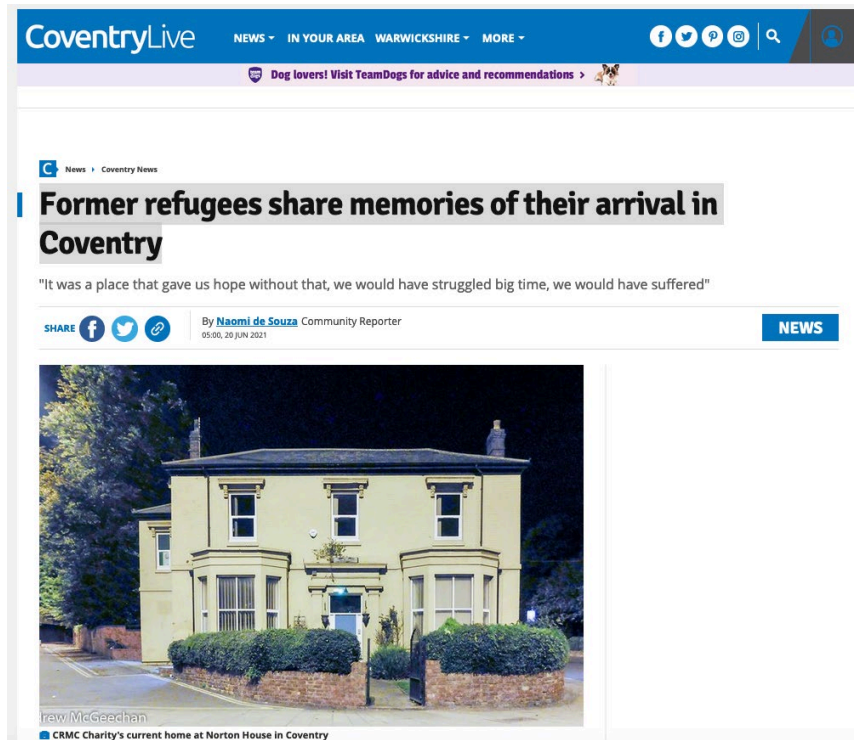 CoventryLive
NEWS IN YOUR AREA WARWICKSHIRE MORE
Dog lovers! Visit TeamDogs for advice and recommendations >
C News Coventry News
Former refugees share memories of their arrival in
Coventry
"It was a place that gave us hope without that, we would have struggled big time, we would have suffered"
SHARE
By Naomi de Souza Community Reporter
05:00, 20 JUN 2021
NEWS
rew McGeechan
CRMC Charity's current home at Norton House in Coventry